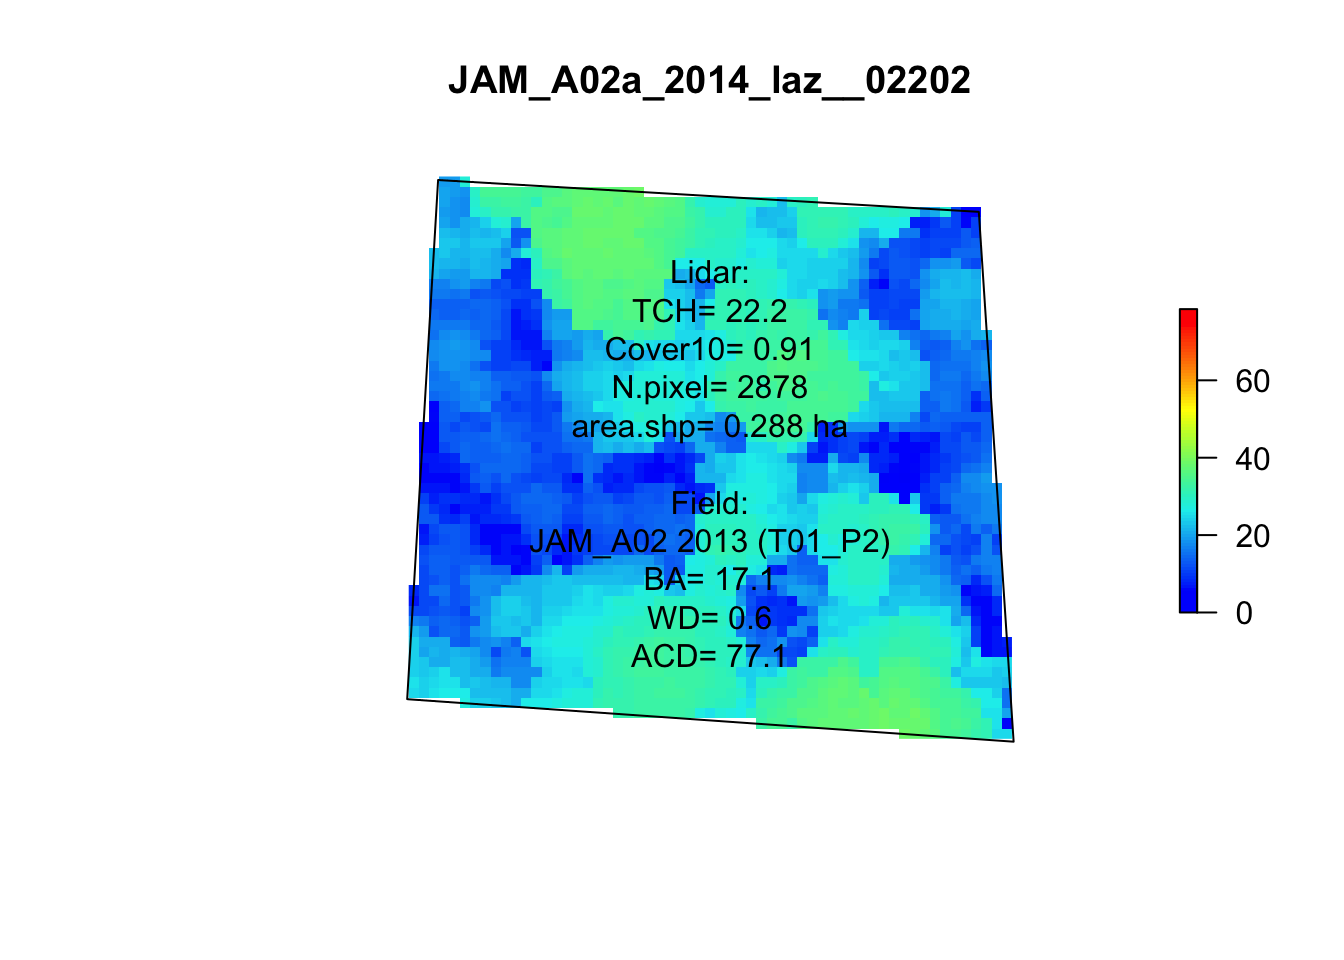 JAM_A02a_2014_laz__02202
Lidar:
TCH= 22.2
Cover10= 0.91
N.pixel= 2878
area.shp= 0.288 ha
Field:
JAM_A02 2013 (T01_P2)
BA= 17.1
WD= 0.6
ACD= 77.1
60
40
20
0